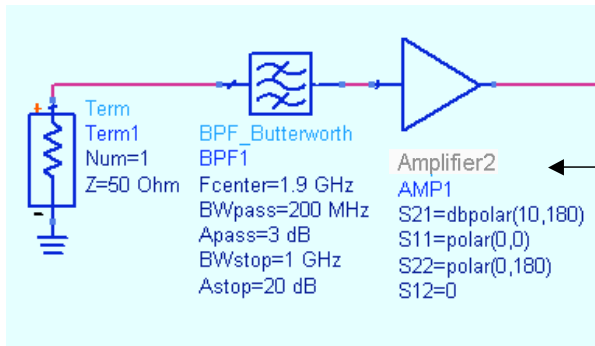 +
Term
Term1
Num=1
Z=50 Ohm
-
BPF_Butterworth
BPF1
Fcenter=1.9 GHz
BWpass=200 MHz
Apass=3 dB
BWstop=1 GHz
Astop=20 dB
Amplifier2
AMP1
S21=dbpolar(10,180)
S11=polar(0,0)
S22=polar(0,180)
S12=0